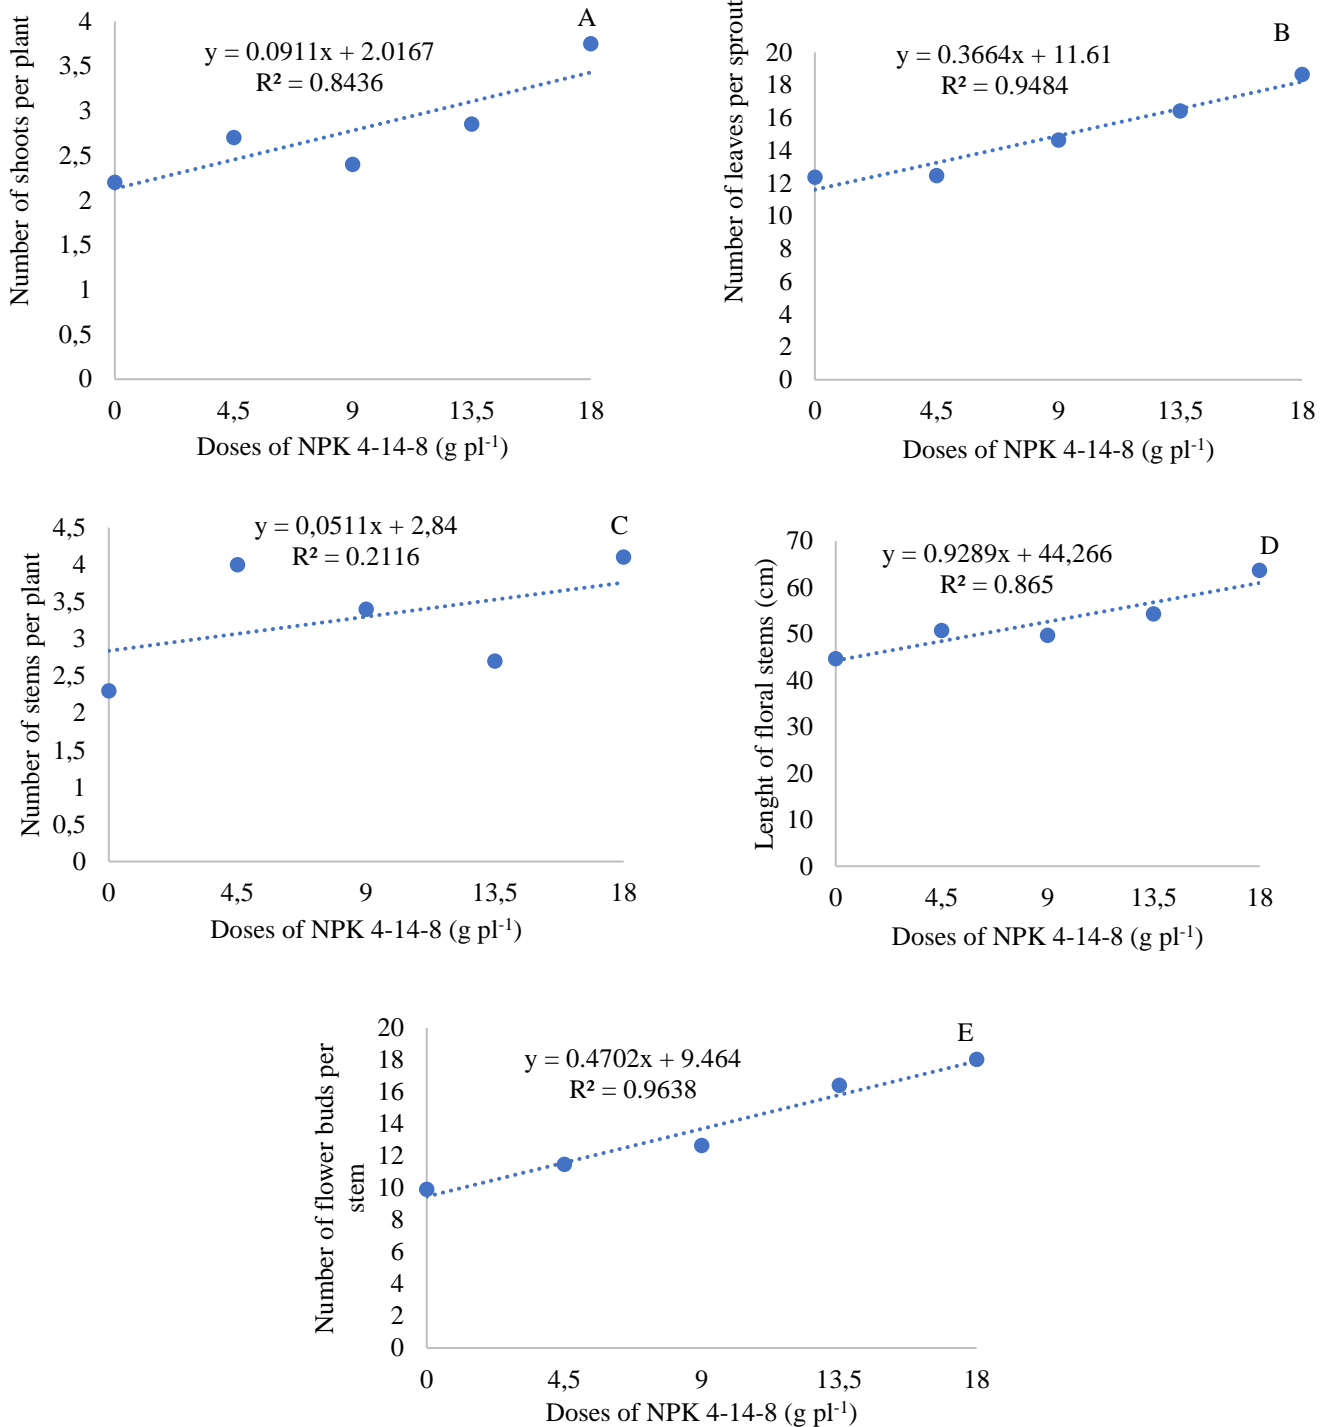 A
y = 0.0911x + 2.0167
R² = 0.8436
Number of shoots per plant
4
3,5
3
2,5
2
1,5
1
0,5
0
0 4,5 9 13,5 18
Doses of NPK 4-14-8 (g pl⁻¹)
B
y = 0.3664x + 11.61
R² = 0.9484
Number of leaves per sprout
20
18
16
14
12
10
8
6
4
2
0
0 4,5 9 13,5 18
Doses of NPK 4-14-8 (g pl⁻¹)
C
y = 0,0511x + 2,84
R² = 0.2116
Number of stems per plant
4,5
4
3,5
3
2,5
2
1,5
1
0,5
0
0 4,5 9 13,5 18
Doses of NPK 4-14-8 (g pl⁻¹)
D
y = 0.9289x + 44,266
R² = 0.865
Lenght of floral stems (cm)
70
60
50
40
30
20
10
0
0 4,5 9 13,5 18
Doses of NPK 4-14-8 (g pl⁻¹)
E
y = 0.4702x + 9.464
R² = 0.9638
Number of flower buds per
stem
20
18
16
14
12
10
8
6
4
2
0
0 4,5 9 13,5 18
Doses of NPK 4-14-8 (g pl⁻¹)